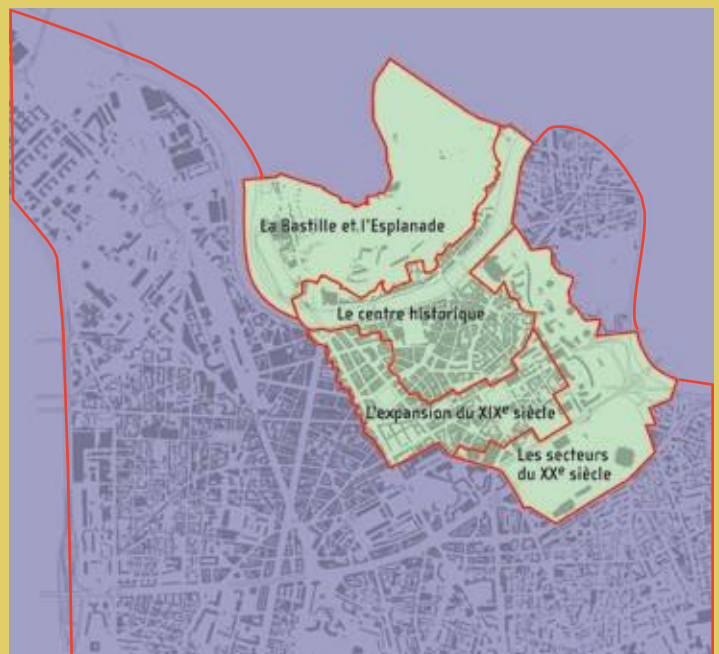 La Bastille et l'Esplanade
Le centre historique
L'expansion du XIXe siècle
Les secteurs
du XXe siècle